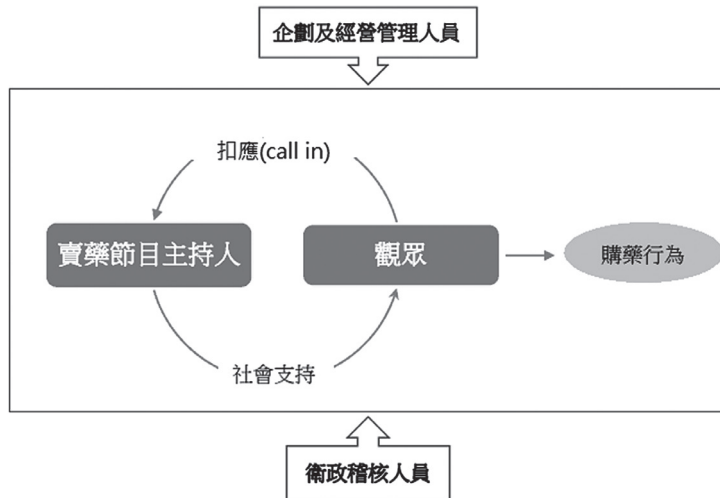 企劃及經營管理人員
扣應(call in)
賣藥節目主持人
觀眾
購藥行為
社會支持
衛政稽核人員